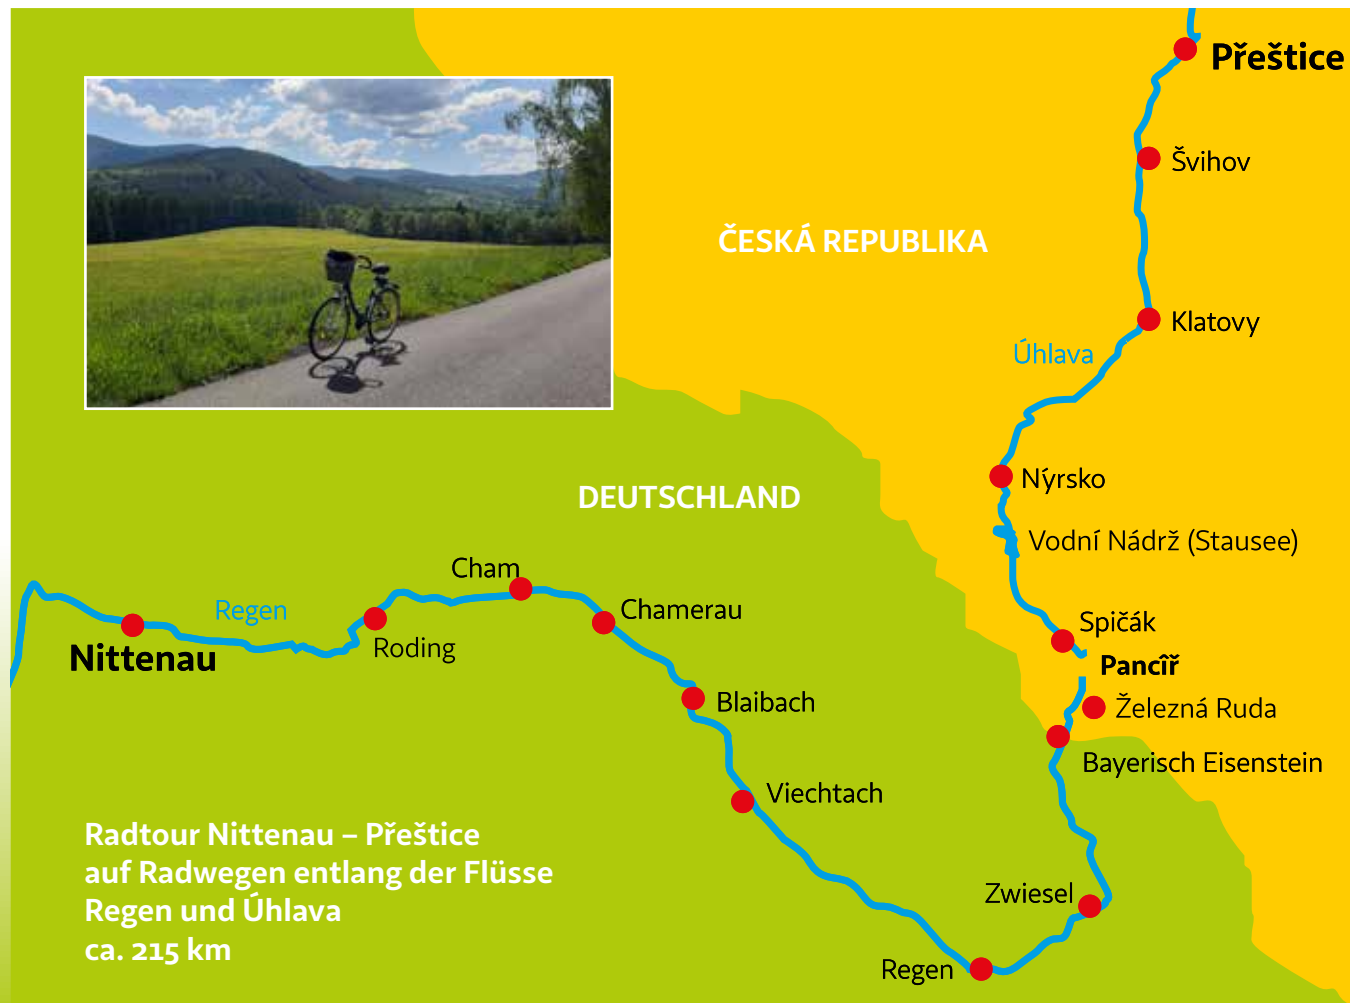 Přeštice
Švihov
ČESKÁ REPUBLIKA
Klatovy
Úhlava
Nýrsko
DEUTSCHLAND
Vodní Nádrž (Stausee)
Cham
Chamerau
Regen
Spičák
Nittenau
Roding
Pancîř
Blaibach
Železná Ruda
Bayerisch Eisenstein
Viechtach
Radtour Nittenau – Přeštice
auf Radwegen entlang der Flüsse
Regen und Úhlava
ca. 215 km
Zwiesel
Regen